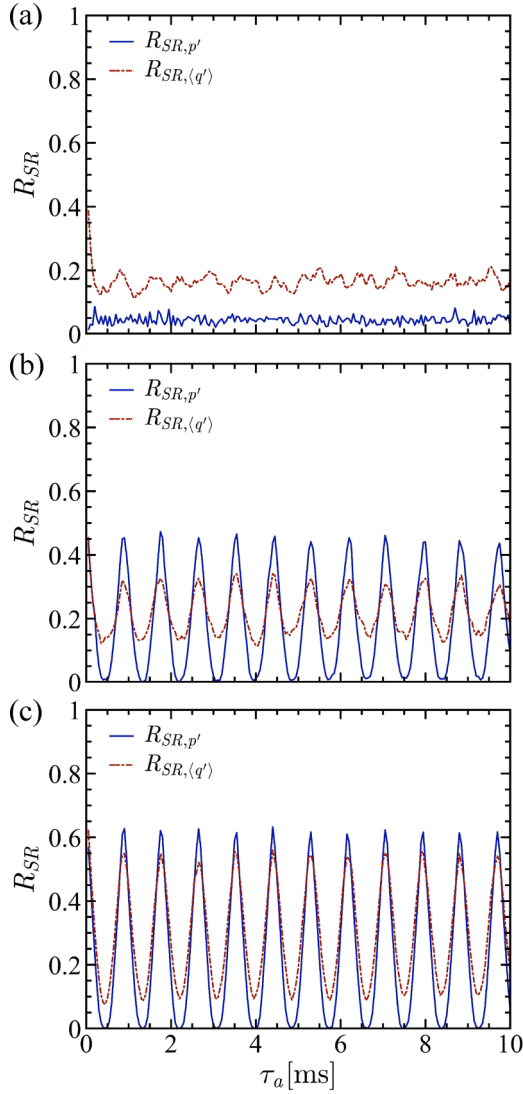 (a)
1
0.8
0.6
0.4
0.2
0
R_{SR}
R_{SR,p′}
R_{SR,⟨q′⟩}
(b)
1
0.8
0.6
0.4
0.2
0
R_{SR}
R_{SR,p′}
R_{SR,⟨q′⟩}
(c)
1
0.8
0.6
0.4
0.2
0
R_{SR}
R_{SR,p′}
R_{SR,⟨q′⟩}
0 2 4 6 8 10
τ_a[ms]